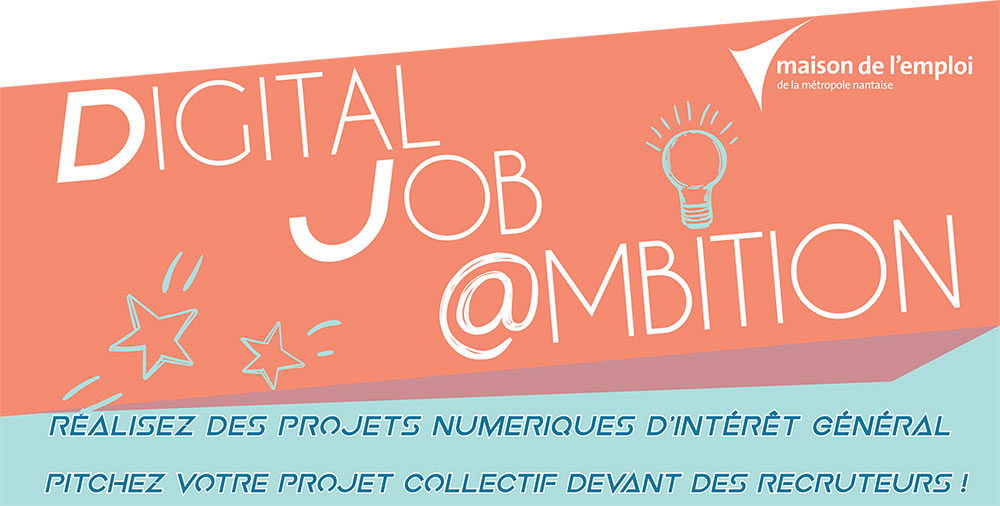 maison de l'emploi
de la métropole nantaise
DIGITAL
JOB
@MBITION
RÉALISEZ DES PROJETS NUMERIQUES D'INTÉRÊT GÉNÉRAL
PITCHEZ VOTRE PROJET COLLECTIF DEVANT DES RECRUTEURS !